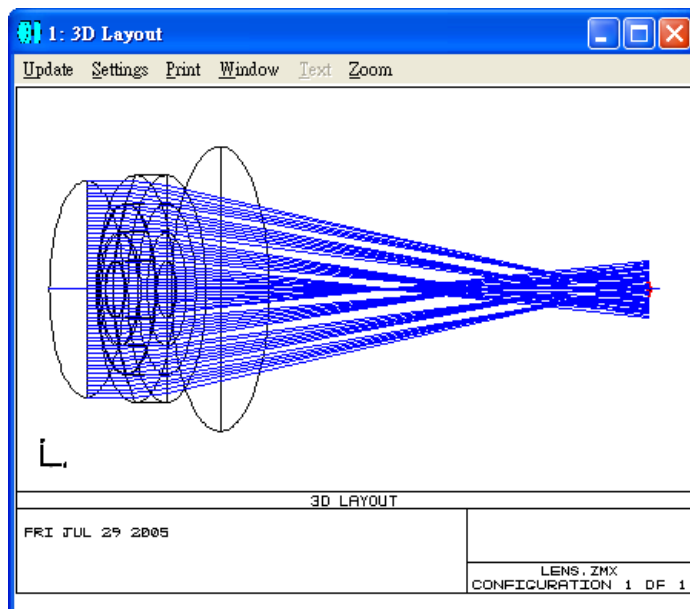 1: 3D Layout
Update Settings Print Window Text Zoom
3D LAYOUT
FRI JUL 29 2005
LENS.ZMX
CONFIGURATION 1 OF 1